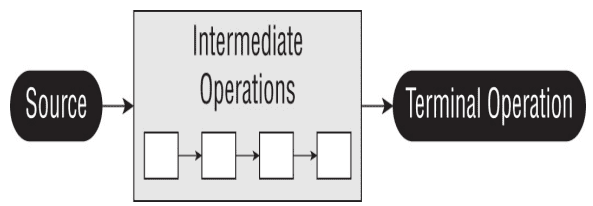 Source
Intermediate
Operations
Terminal Operation